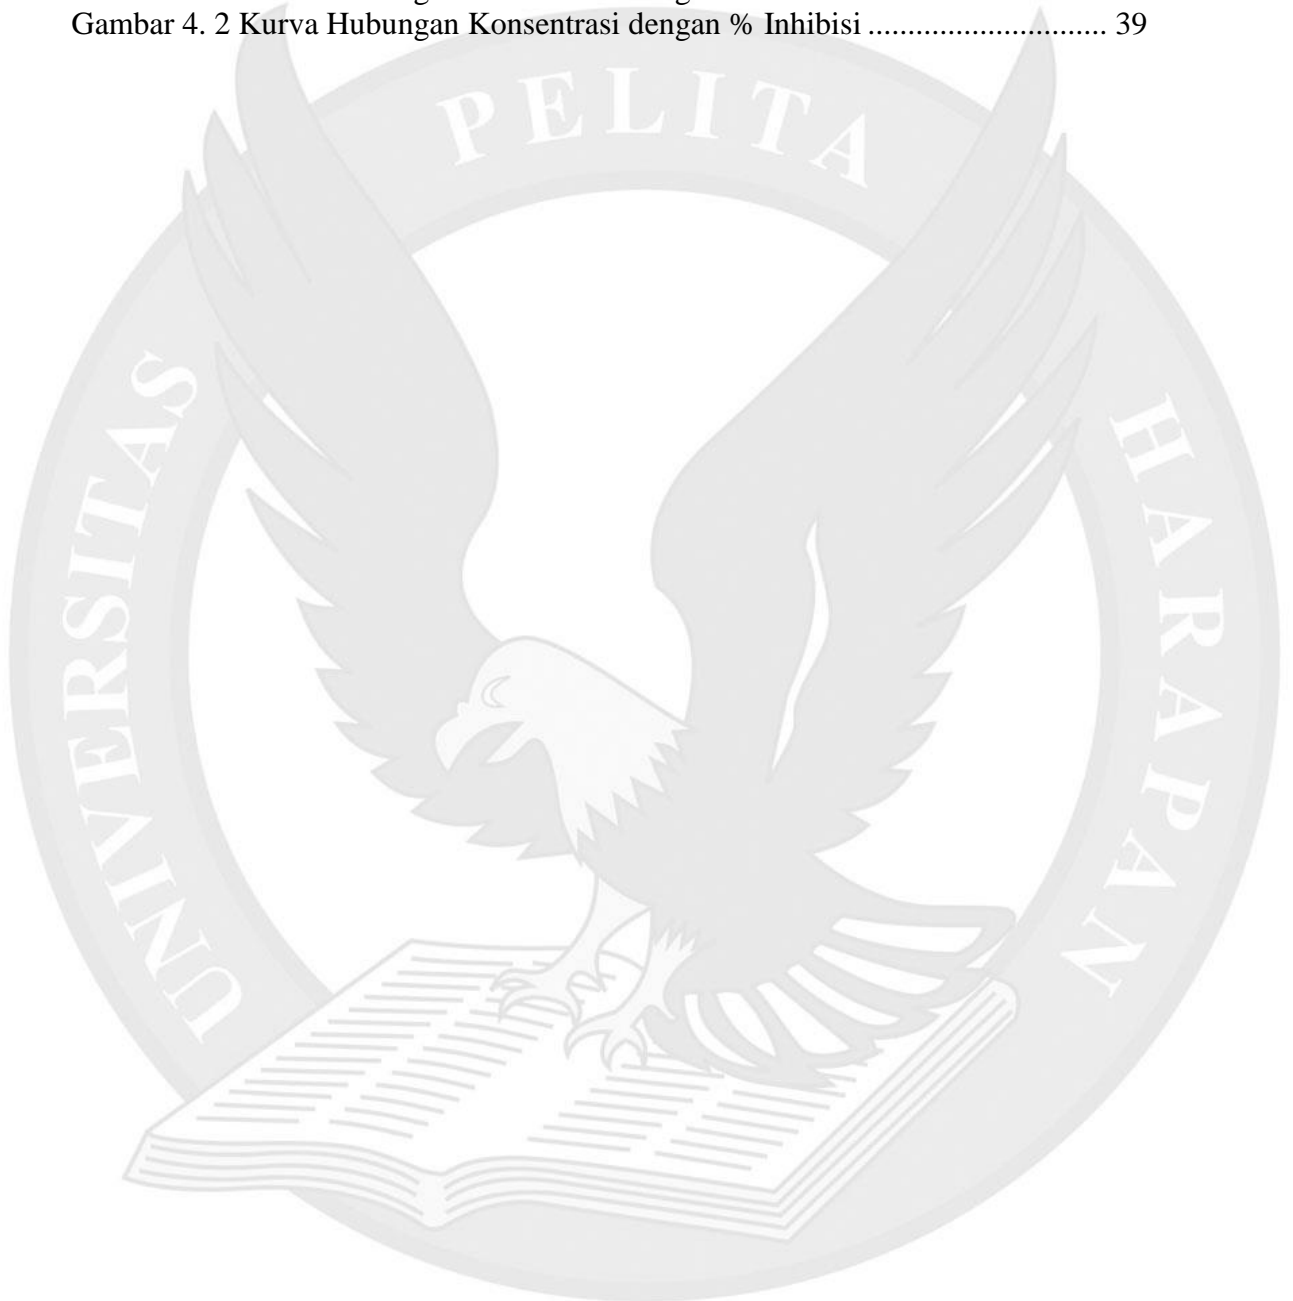 Gambar 4. 2 Kurva Hubungan Konsentrasi dengan % Inhibisi ............................. 39
PELITA
UNIVERSITAS
HARAPAN